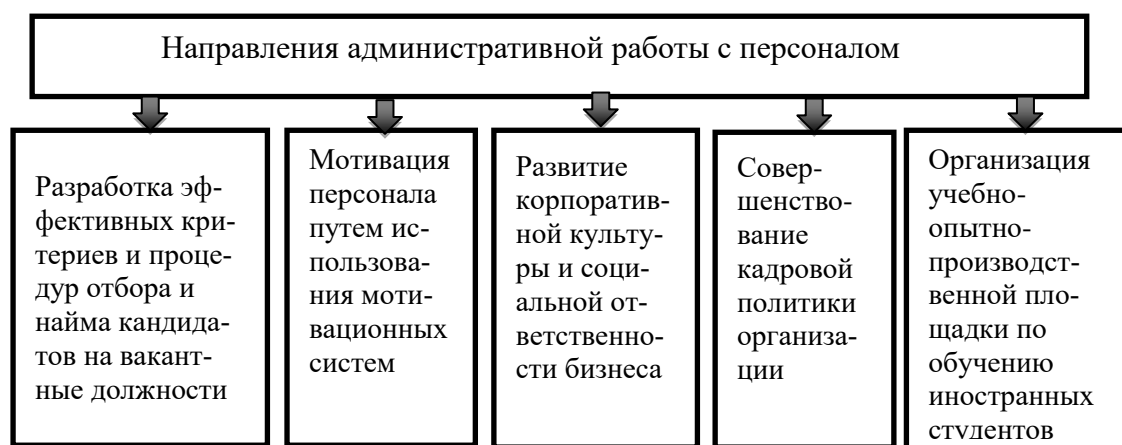 Направления административной работы с персоналом
Разработка эф-
фективных кри-
териев и проце-
дур отбора и
найма кандида-
тов на вакант-
ные должности
Мотивация
персонала
путем ис-
пользова-
ния моти-
вационных
систем
Развитие
корпоратив-
ной культу-
ры и соци-
альной от-
ветственно-
сти бизнеса
Совер-
шенство-
вание
кадровой
политики
организа-
ции
Организация
учебно-
опытно-
производст-
венной пло-
щадки по
обучению
иностранных
студентов